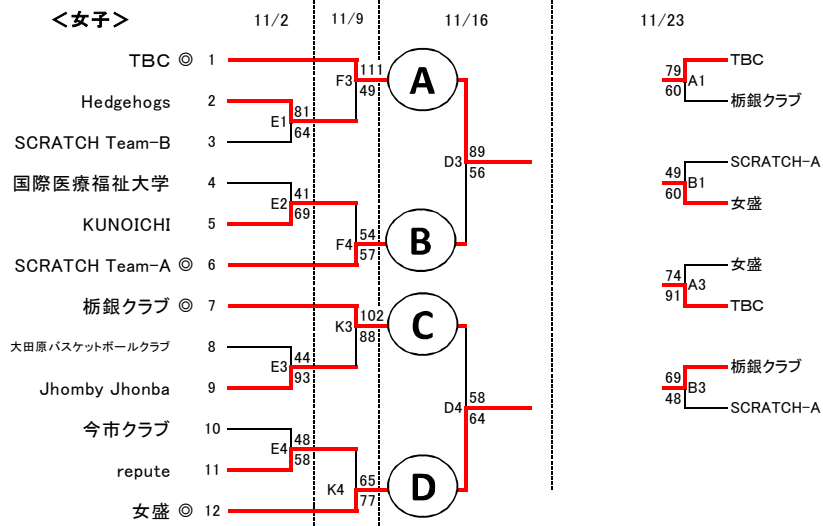 ＜女子＞ 11/2 11/9 11/16 11/23
TBC ◎ 1
Hedgehogs 2
SCRATCH Team-B 3
国際医療福祉大学 4
KUNOICHI 5
SCRATCH Team-A ◎ 6
栃銀クラブ ◎ 7
大田原バスケットボールクラブ 8
Jhomby Jhonba 9
今市クラブ 10
repute 11
女盛 ◎ 12
E1 81 64
E2 41 69
E3 44 93
E4 48 58
F3 111 49
F4 54 57
K3 102 88
K4 65 77
A
B
C
D
D3 89 56
D4 58 64
TBC
79 60 A1
栃銀クラブ
SCRATCH-A
49 60 B1
女盛
女盛
74 91 A3
TBC
栃銀クラブ
69 48 B3
SCRATCH-A